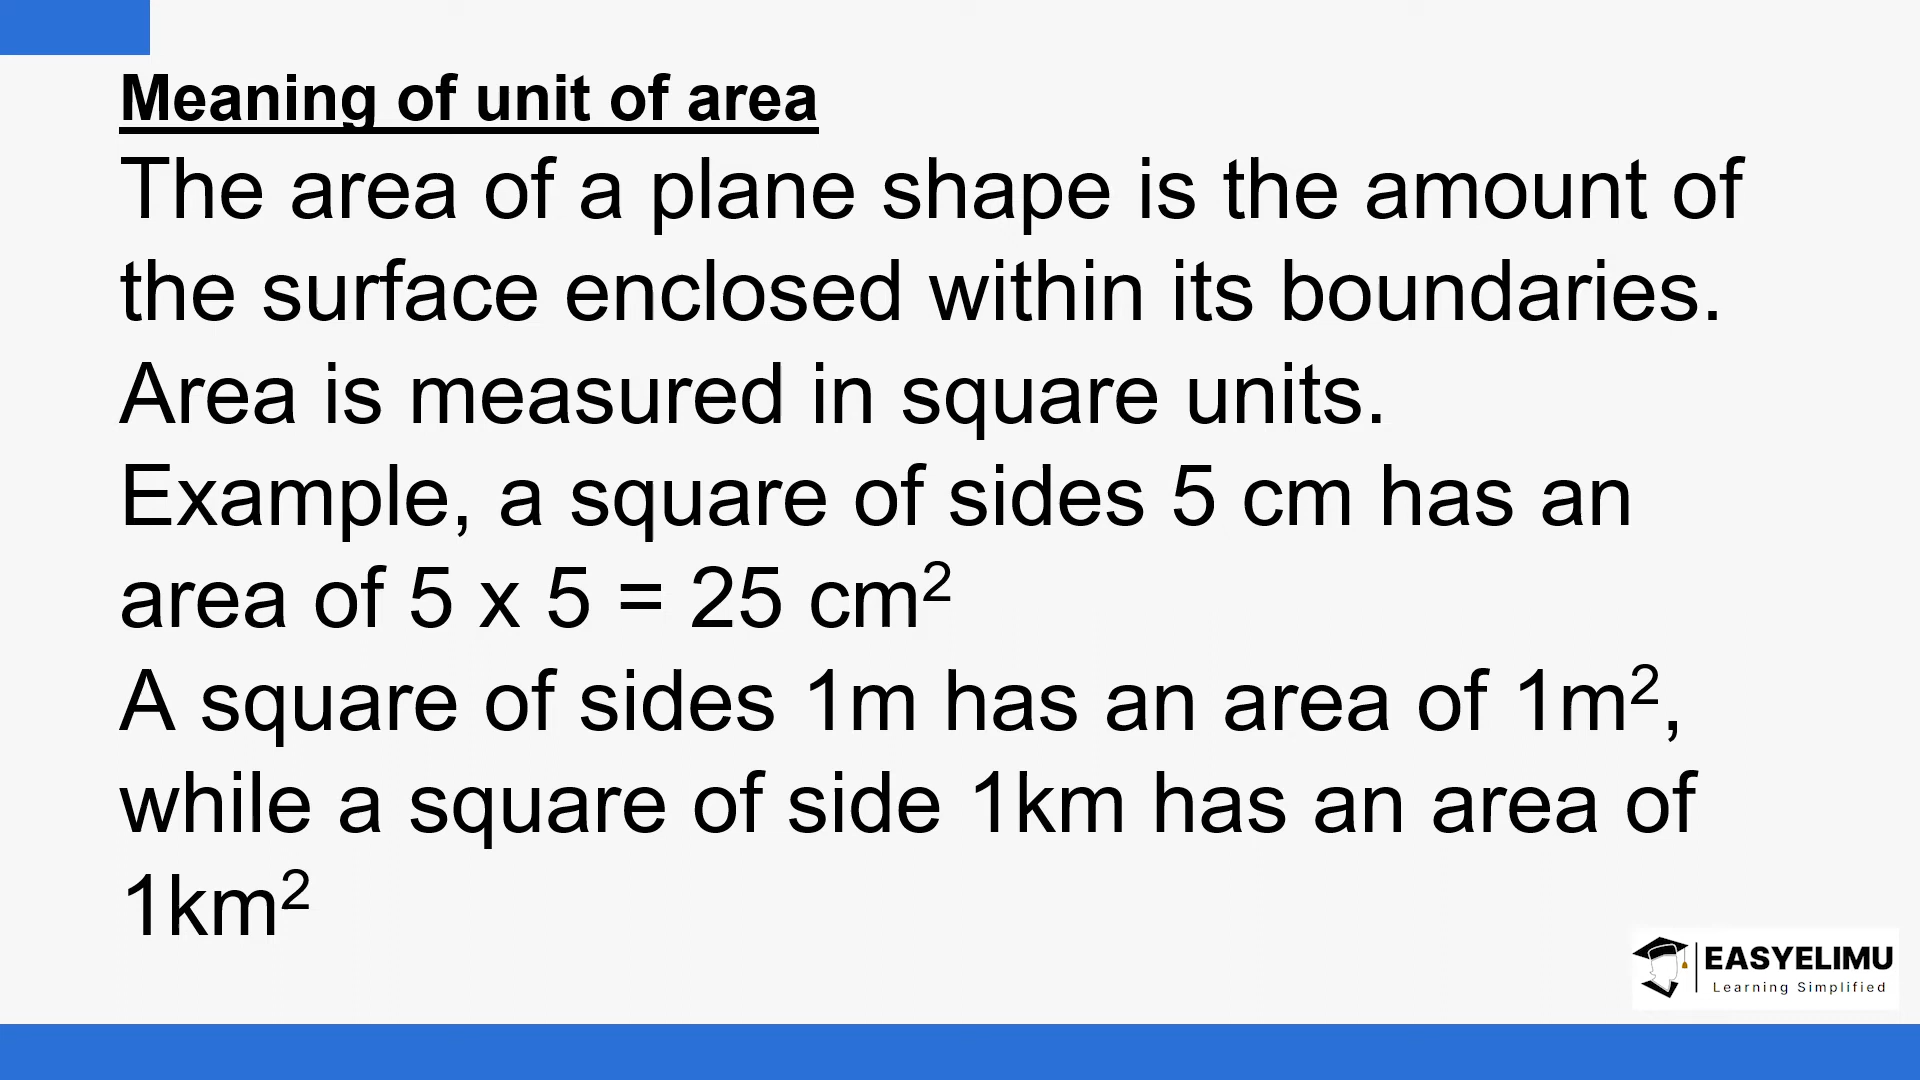 Meaning of unit of area
The area of a plane shape is the amount of
the surface enclosed within its boundaries.
Area is measured in square units.
Example, a square of sides 5 cm has an
area of 5 x 5 = 25 cm²
A square of sides 1m has an area of 1m²,
while a square of side 1km has an area of
1km²
EASYELIMU
Learning Simplified